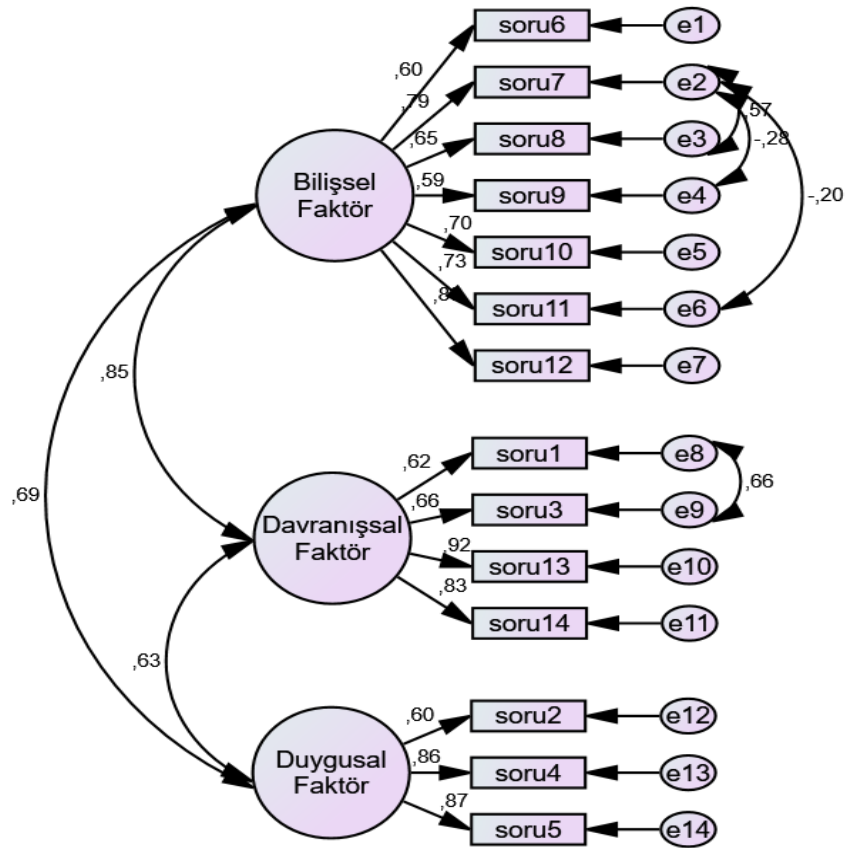 soru6
e1
,60
soru7
e2
,79
,57
soru8
e3
,65
-,28
Bilişsel
Faktör
soru9
e4
,59
-,20
soru10
e5
,70
soru11
e6
,73
soru12
e7
,85
,69
soru1
e8
,62
,66
soru3
e9
,66
Davranışsal
Faktör
soru13
e10
,92
soru14
e11
,83
,63
soru2
e12
,60
Duygusal
Faktör
soru4
e13
,86
soru5
e14
,87